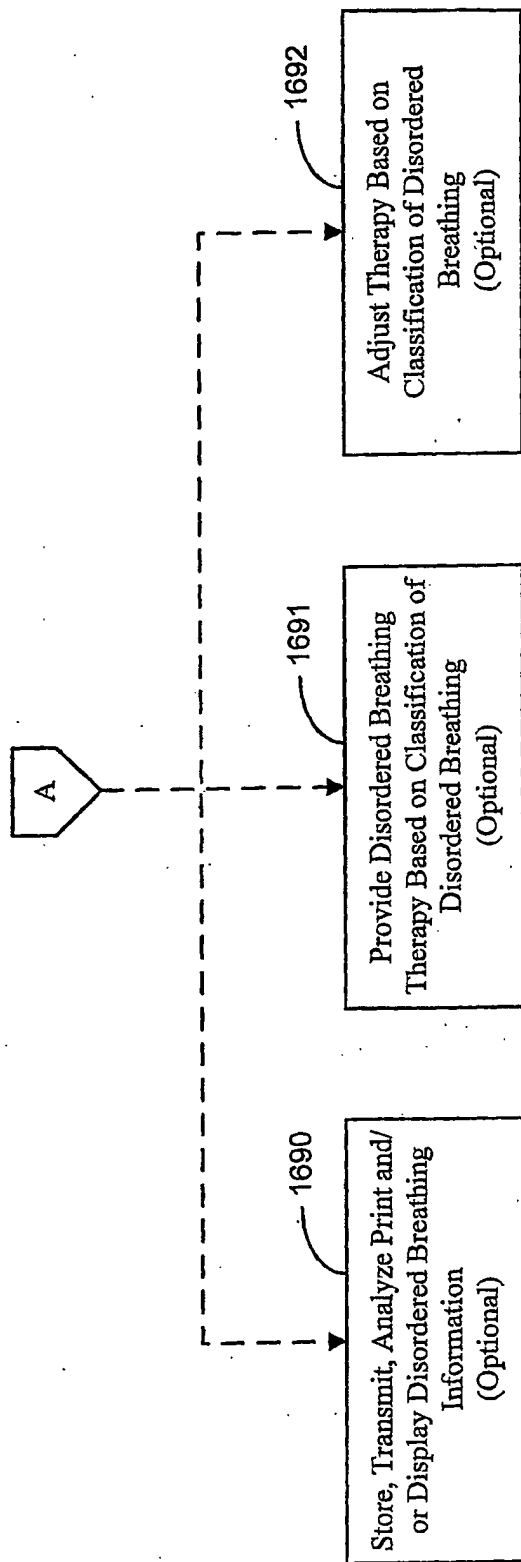 A
1690
Store, Transmit, Analyze Print and/
or Display Disordered Breathing
Information
(Optional)
1691
Provide Disordered Breathing
Therapy Based on Classification of
Disordered Breathing
(Optional)
1692
Adjust Therapy Based on
Classification of Disordered
Breathing
(Optional)